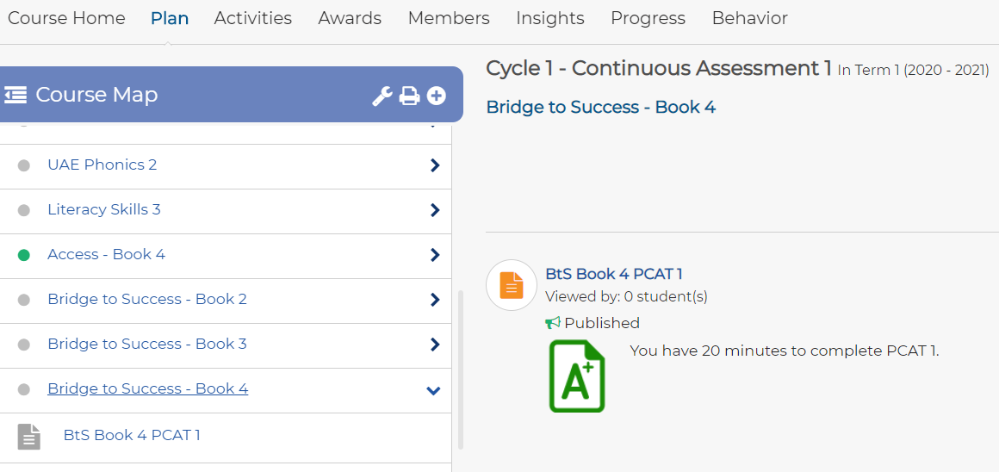 Course Home Plan Activities Awards Members Insights Progress Behavior
Course Map
UAE Phonics 2
Literacy Skills 3
Access - Book 4
Bridge to Success - Book 2
Bridge to Success - Book 3
Bridge to Success - Book 4
BtS Book 4 PCAT 1
Cycle 1 - Continuous Assessment 1 In Term 1 (2020 - 2021)
Bridge to Success - Book 4
BtS Book 4 PCAT 1
Viewed by: 0 student(s)
Published
A+
You have 20 minutes to complete PCAT 1.